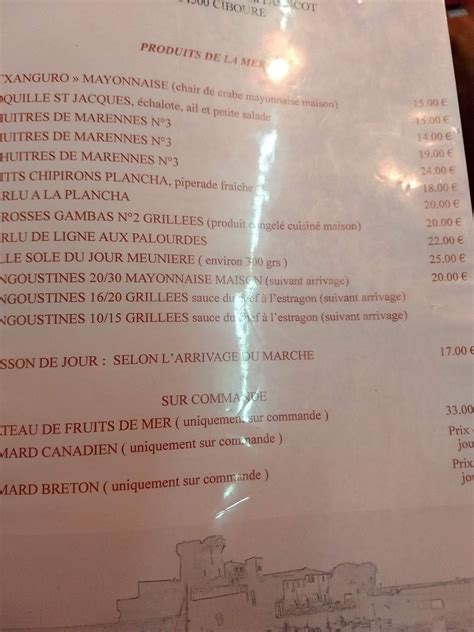 14500 CIBOURE
PRODUITS DE LA MER
TXANGURO » MAYONNAISE (chair de crabe mayonnaise maison) 15.00 €
QUILLE ST JACQUES, échalote, ail et petite salade 15.00 €
HUITRES DE MARENNES N°3 14.00 €
HUITRES DE MARENNES N°3 19.00 €
HUITRES DE MARENNES N°3 24.00 €
TITS CHIPIRONS PLANCHA, piperade fraîche 18.00 €
ERLU A LA PLANCHA 20.00 €
ROSSES GAMBAS N°2 GRILLEES (produit congelé cuisiné maison) 20.00 €
ERLU DE LIGNE AUX PALOURDES 22.00 €
LLE SOLE DU JOUR MEUNIERE ( environ 300 grs ) 25.00 €
NGOUSTINES 20/30 MAYONNAISE MAISON (suivant arrivage) 20.00 €
NGOUSTINES 16/20 GRILLEES sauce du chef à l'estragon (suivant arrivage)
NGOUSTINES 10/15 GRILLEES sauce du chef à l'estragon (suivant arrivage)
SSON DE JOUR : SELON L'ARRIVAGE DU MARCHE 17.00 €
SUR COMMANDE
TEAU DE FRUITS DE MER ( uniquement sur commande ) 33.00
MARD CANADIEN ( uniquement sur commande ) Prix
jou
MARD BRETON ( uniquement sur commande ) Prix
jou